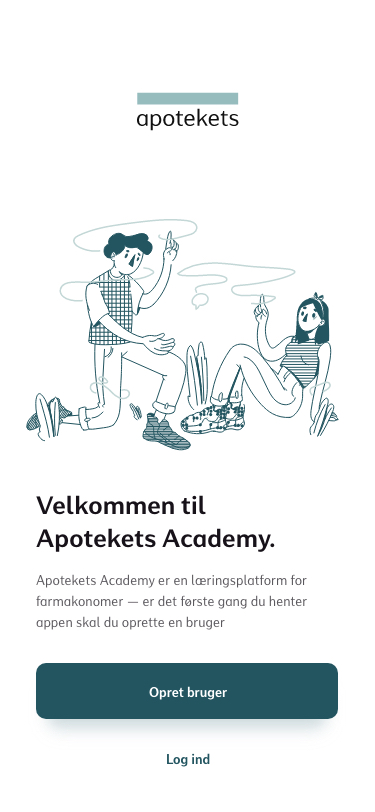 apotekets
Velkommen til
Apotekets Academy.
Apotekets Academy er en læringsplatform for
farmakonomer — er det første gang du henter
appen skal du oprette en bruger
Opret bruger
Log ind